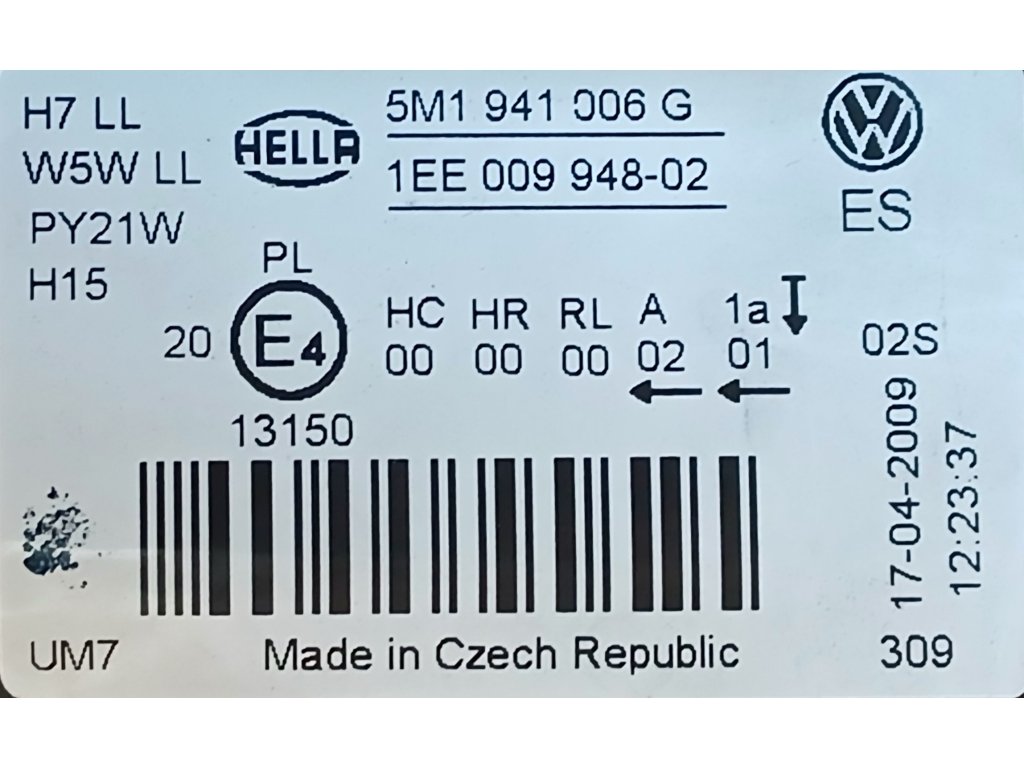 H7 LL
W5W LL
PY21W
H15
HELLA
5M1 941 006 G
1EE 009 948-02
VW
ES
PL
20 E4
13150
HC HR RL A 1a
00 00 00 02 01
02S
17-04-2009
12:23:37
UM7 Made in Czech Republic 309